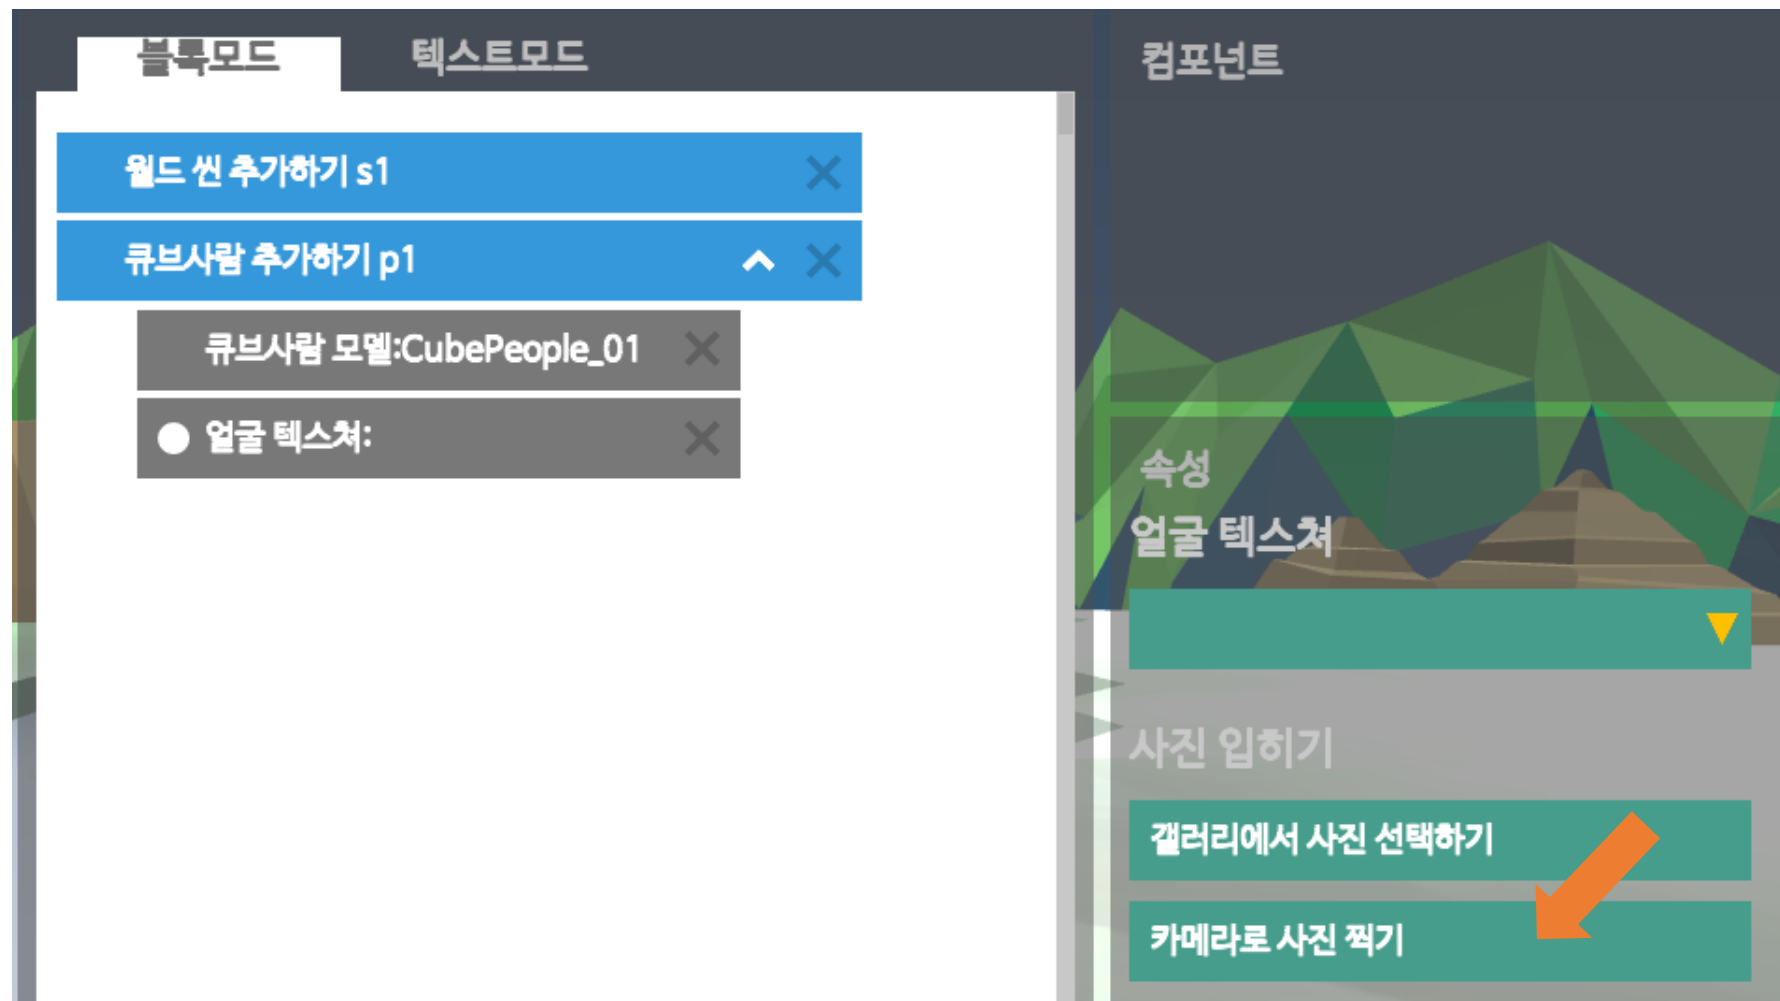 블록모드
텍스트모드
월드 씬 추가하기 s1
큐브사람 추가하기 p1
큐브사람 모델:CubePeople_01
얼굴 텍스쳐:
컴포넌트
속성
얼굴 텍스쳐
사진 입히기
갤러리에서 사진 선택하기
카메라로 사진 찍기